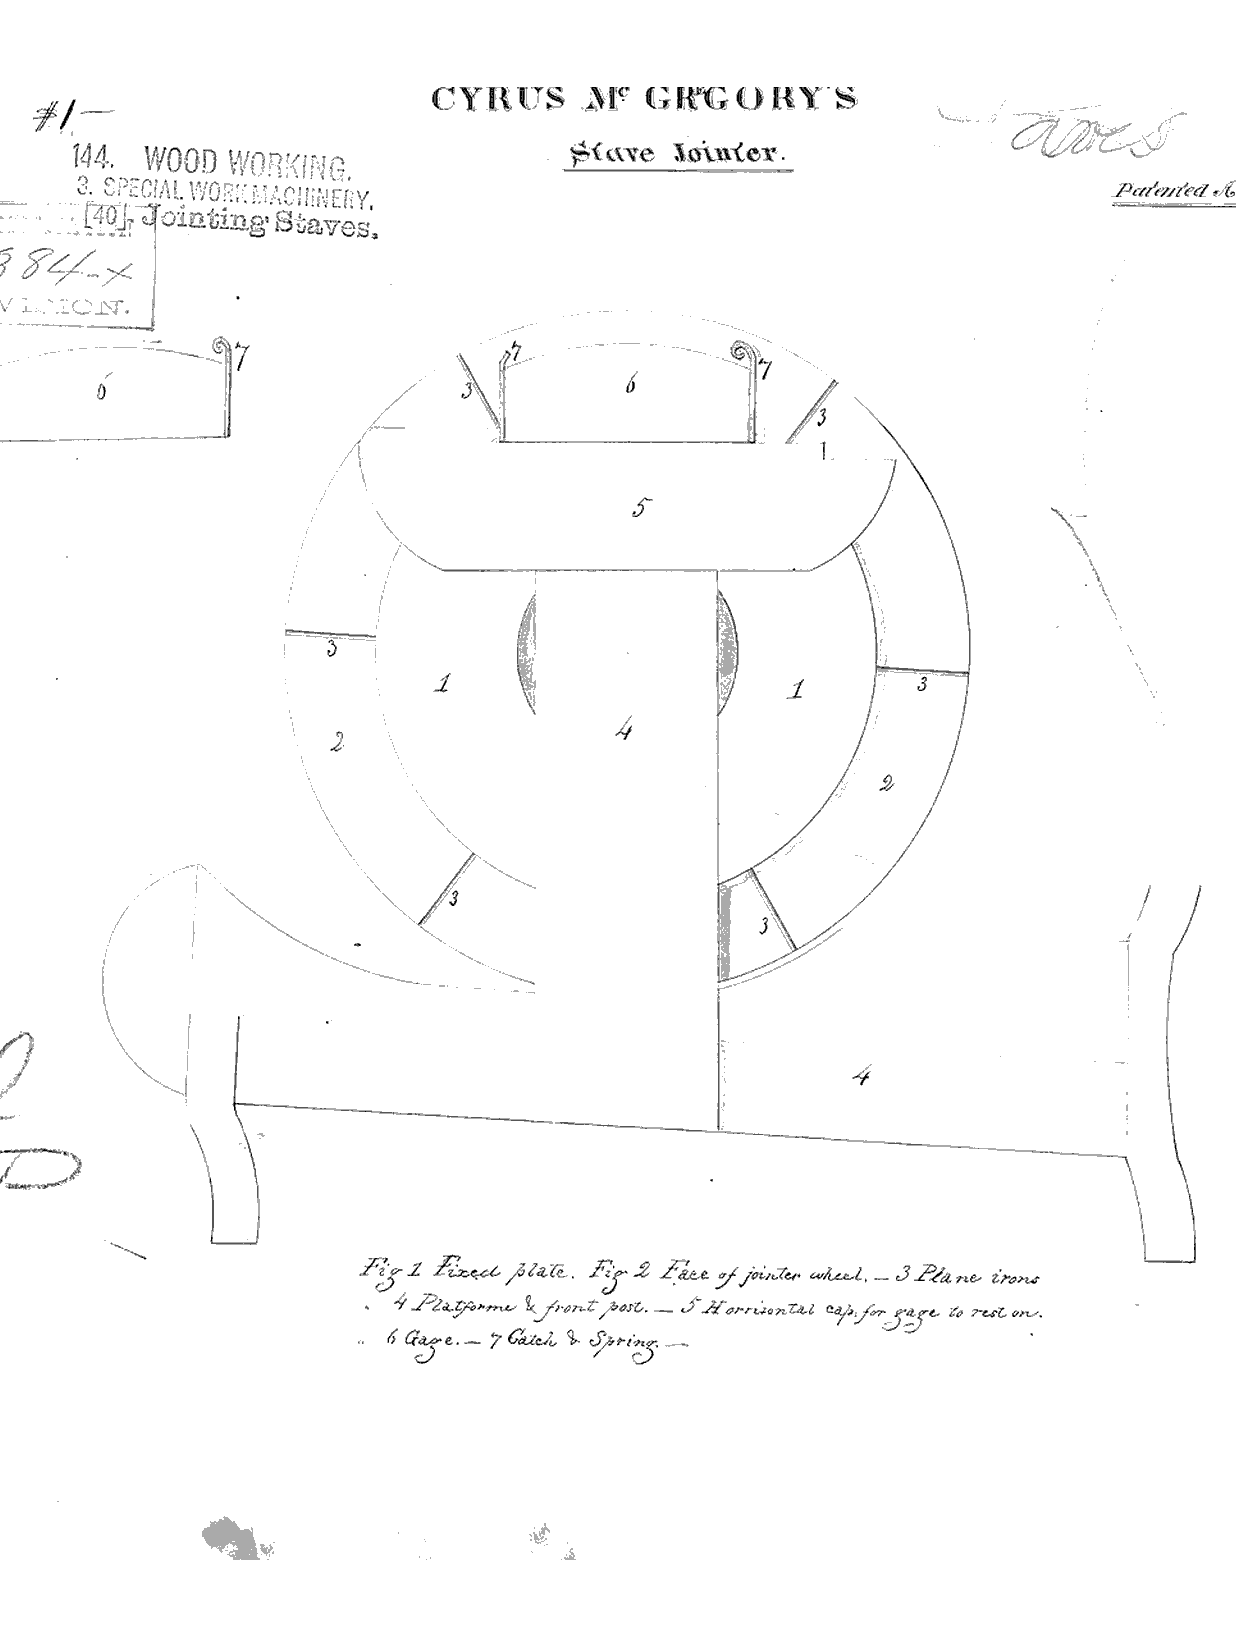 CYRUS Mc GREGORY'S
Stave Jointer.
#1.—
144. WOOD WORKING.
3. SPECIAL WORK MACHINERY.
[40], Jointing Staves.
384-x
Patented A
7
6
7
7
6
7
3
3
1
5
3
1
1
3
2
4
2
3
3
4
Fig 1 Fixed plate. Fig 2 Face of jointer wheel. — 3 Plane irons
" 4 Platforme & front post. — 5 Horrisontal cap, for gage to rest on.
" 6 Gage. — 7 Catch & Spring. —